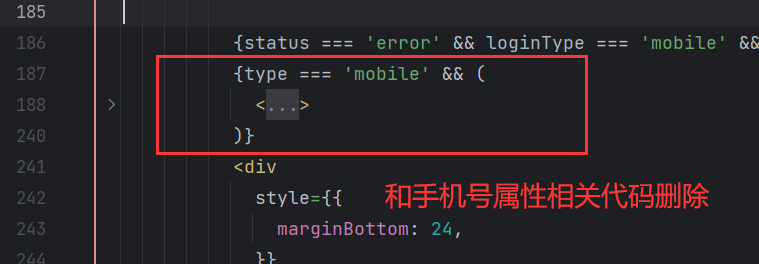 185
186 {status === 'error' && loginType === 'mobile' &&
187 {type === 'mobile' && (
188 <...>
240 )}
241 <div
242 style={{
和手机号属性相关代码删除
243 marginBottom: 24,
244 }}